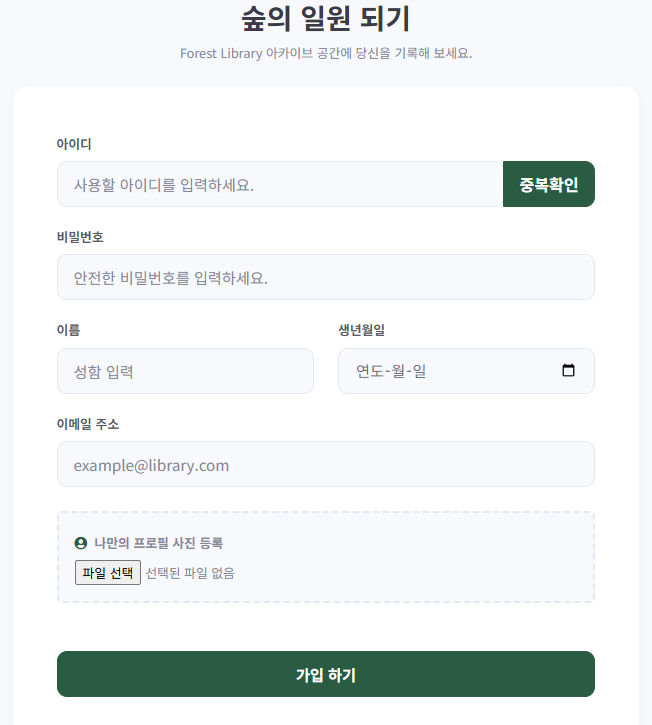 숲의 일원 되기
Forest Library 아카이브 공간에 당신을 기록해 보세요.
아이디
사용할 아이디를 입력하세요.
중복확인
비밀번호
안전한 비밀번호를 입력하세요.
이름
생년월일
성함 입력
연도-월-일
이메일 주소
example@library.com
나만의 프로필 사진 등록
파일 선택 선택된 파일 없음
가입 하기